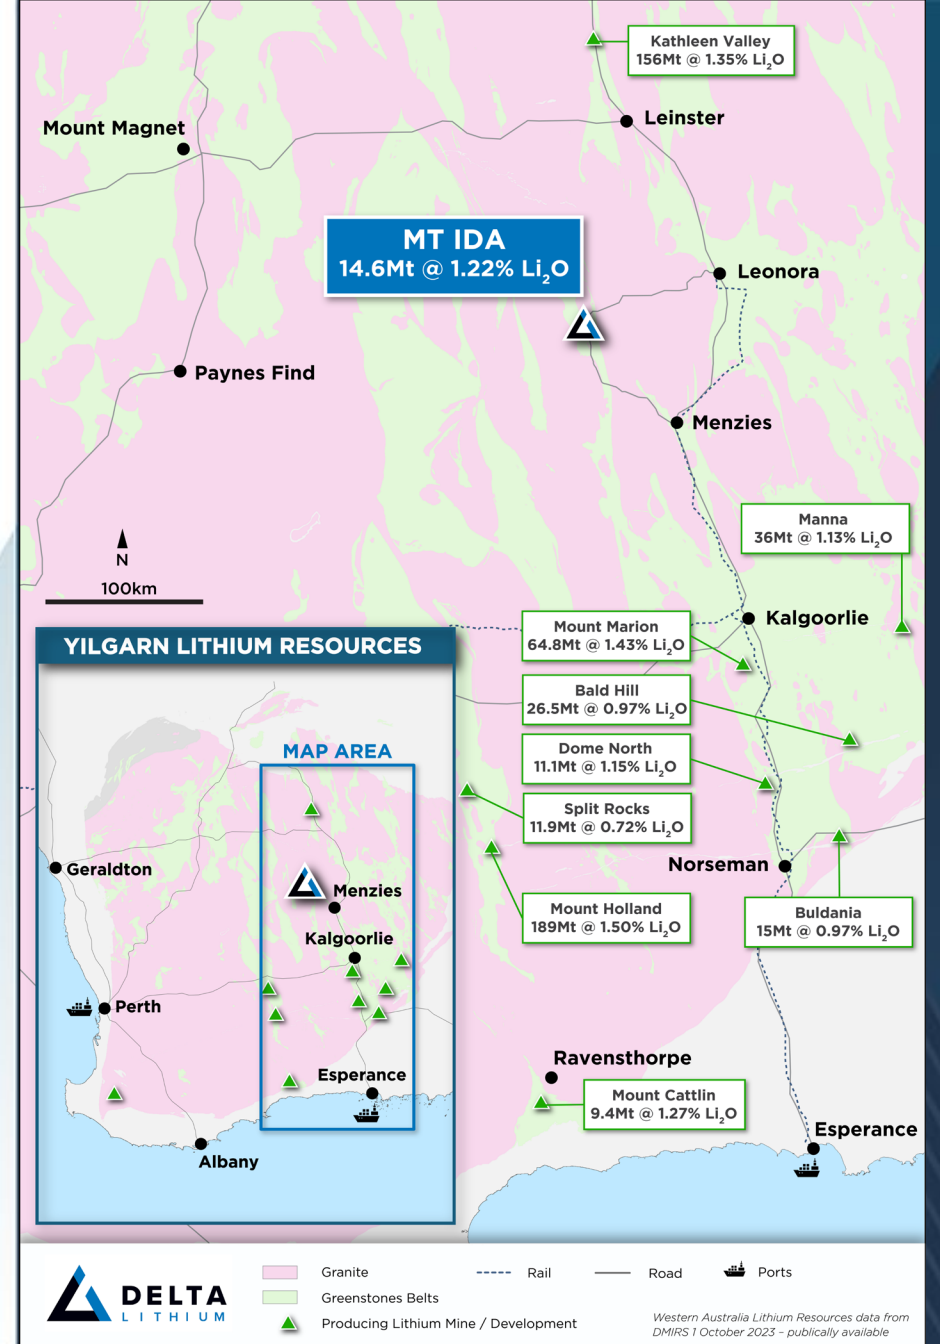 Kathleen Valley
156Mt @ 1.35% Li₂O
Leinster
Mount Magnet
MT IDA
14.6Mt @ 1.22% Li₂O
Leonora
Paynes Find
Menzies
Manna
36Mt @ 1.13% Li₂O
N
100km
Kalgoorlie
Mount Marion
64.8Mt @ 1.43% Li₂O
Bald Hill
26.5Mt @ 0.97% Li₂O
Dome North
11.1Mt @ 1.15% Li₂O
Split Rocks
11.9Mt @ 0.72% Li₂O
Norseman
Mount Holland
189Mt @ 1.50% Li₂O
Buldania
15Mt @ 0.97% Li₂O
Ravensthorpe
Mount Cattlin
9.4Mt @ 1.27% Li₂O
Esperance
YILGARN LITHIUM RESOURCES
MAP AREA
Geraldton
Menzies
Kalgoorlie
Perth
Esperance
Albany
DELTA
LITHIUM
Granite
Greenstones Belts
Producing Lithium Mine / Development
Rail
Road
Ports
Western Australia Lithium Resources data from
DMIRS 1 October 2023 – publically available